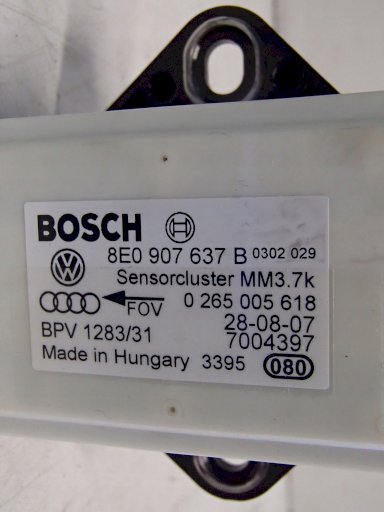 BOSCH
8E0 907 637 B 0302 029
Sensorcluster MM3.7k
FOV 0 265 005 618
BPV 1283/31 28-08-07
7004397
Made in Hungary 3395 080